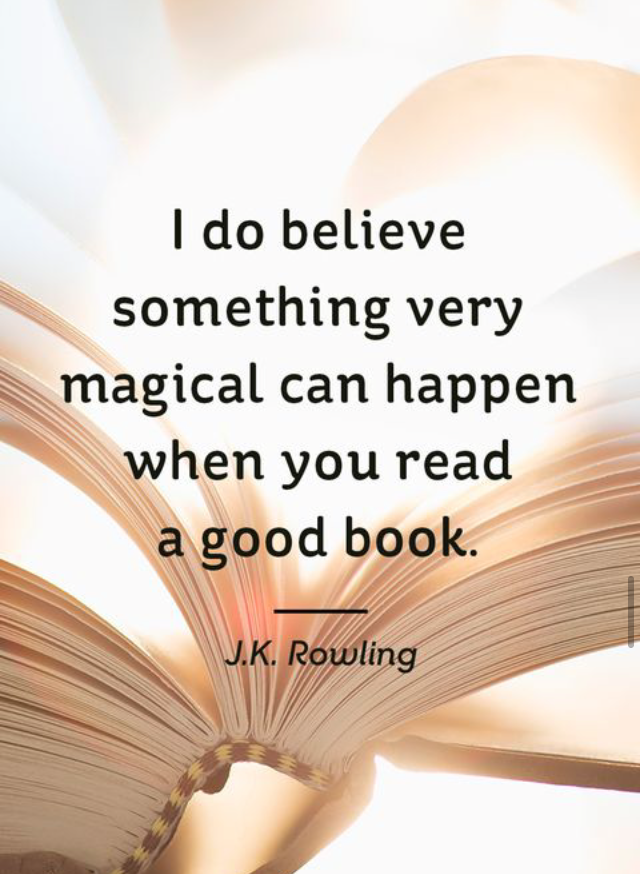 I do believe
something very
magical can happen
when you read
a good book.
J.K. Rowling